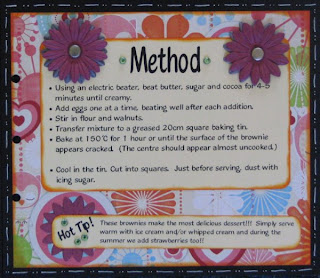 Method
• Using an electric beater, beat butter, sugar and cocoa for 4-5
minutes until creamy.
• Add eggs one at a time, beating well after each addition.
• Stir in flour and walnuts.
• Transfer mixture to a greased 20cm square baking tin.
• Bake at 150°C for 1 hour or until the surface of the brownie
appears cracked. (The centre should appear almost uncooked.)
• Cool in the tin. Cut into squares. Just before serving, dust with
icing sugar.
Hot Tip!
These brownies make the most delicious dessert!!! Simply serve
warm with ice cream and/or whipped cream and during the
summer we add strawberries too!!